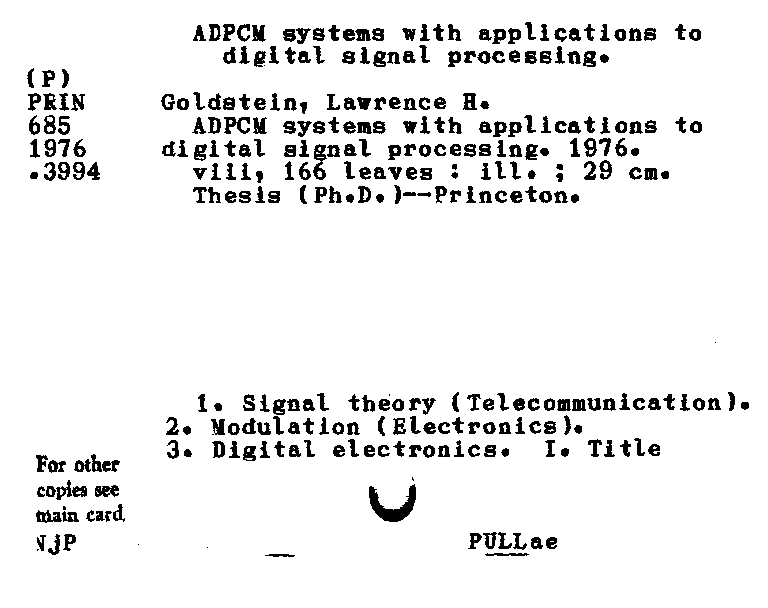 ADPCM systems with applications to
digital signal processing.
(P)
PRIN Goldstein, Lawrence H.
685 ADPCM systems with applications to
1976 digital signal processing. 1976.
.3994 viii, 166 leaves : ill. ; 29 cm.
Thesis (Ph.D.)--Princeton.
1. Signal theory (Telecommunication).
2. Modulation (Electronics).
3. Digital electronics. I. Title
For other
copies see
main card.
NjP PULLae